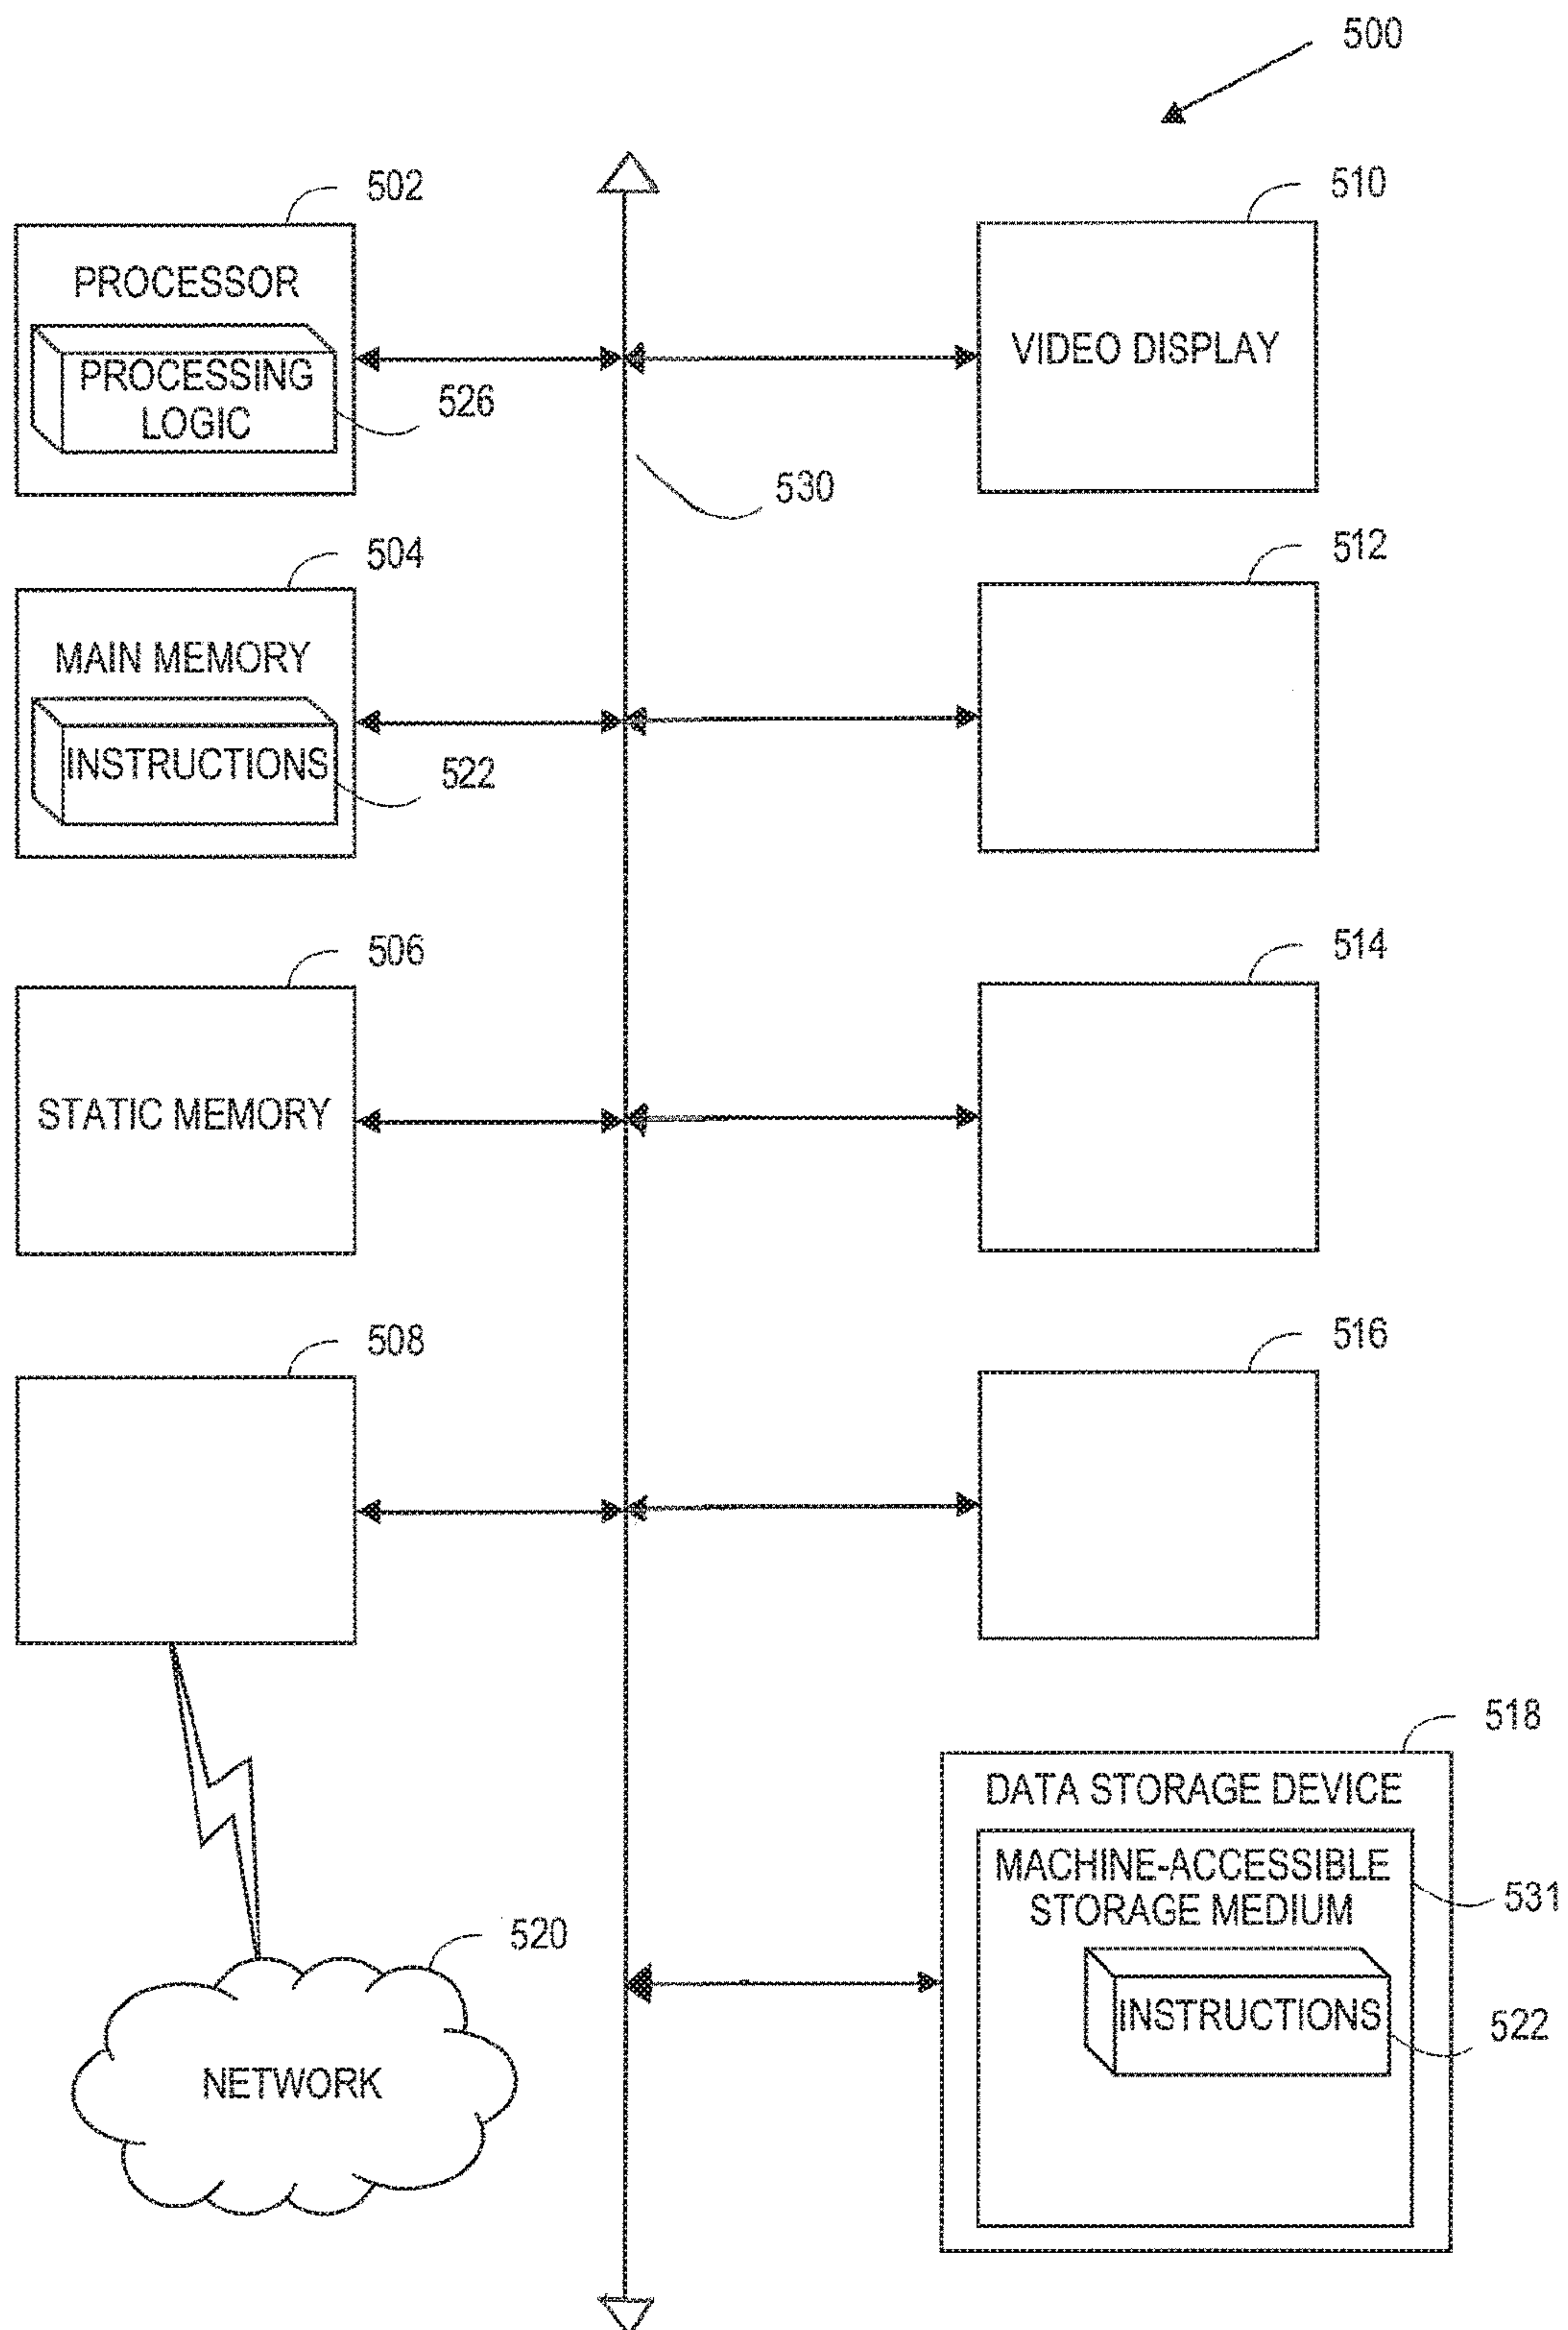 500
502
PROCESSOR
PROCESSING
LOGIC
526
510
VIDEO DISPLAY
530
504
MAIN MEMORY
INSTRUCTIONS
522
512
506
STATIC MEMORY
514
508
516
518
DATA STORAGE DEVICE
MACHINE-ACCESSIBLE
STORAGE MEDIUM
531
INSTRUCTIONS
522
520
NETWORK